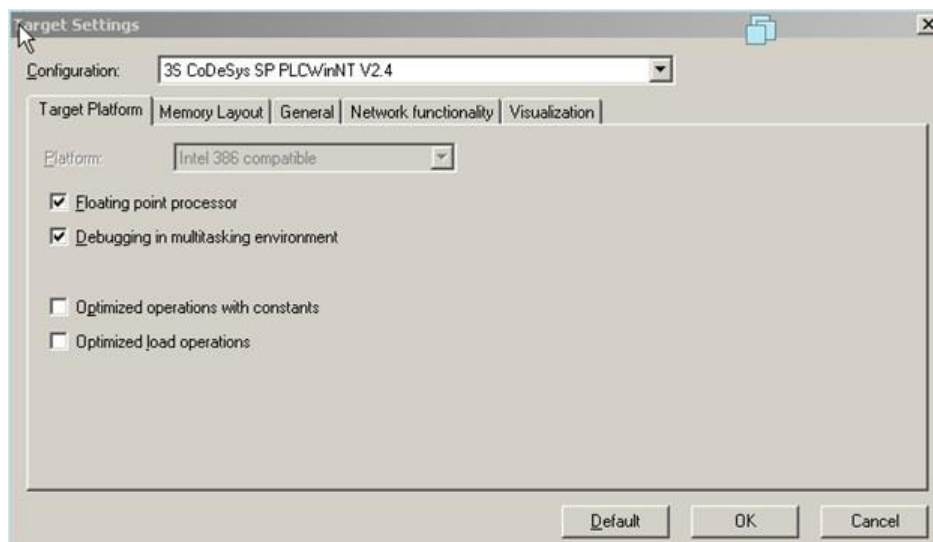 Target Settings
Configuration: 3S CoDeSys SP PLCWinNT V2.4
Target Platform Memory Layout General Network functionality Visualization
Platform: Intel 386 compatible
Floating point processor
Debugging in multitasking environment
Optimized operations with constants
Optimized load operations
Default OK Cancel